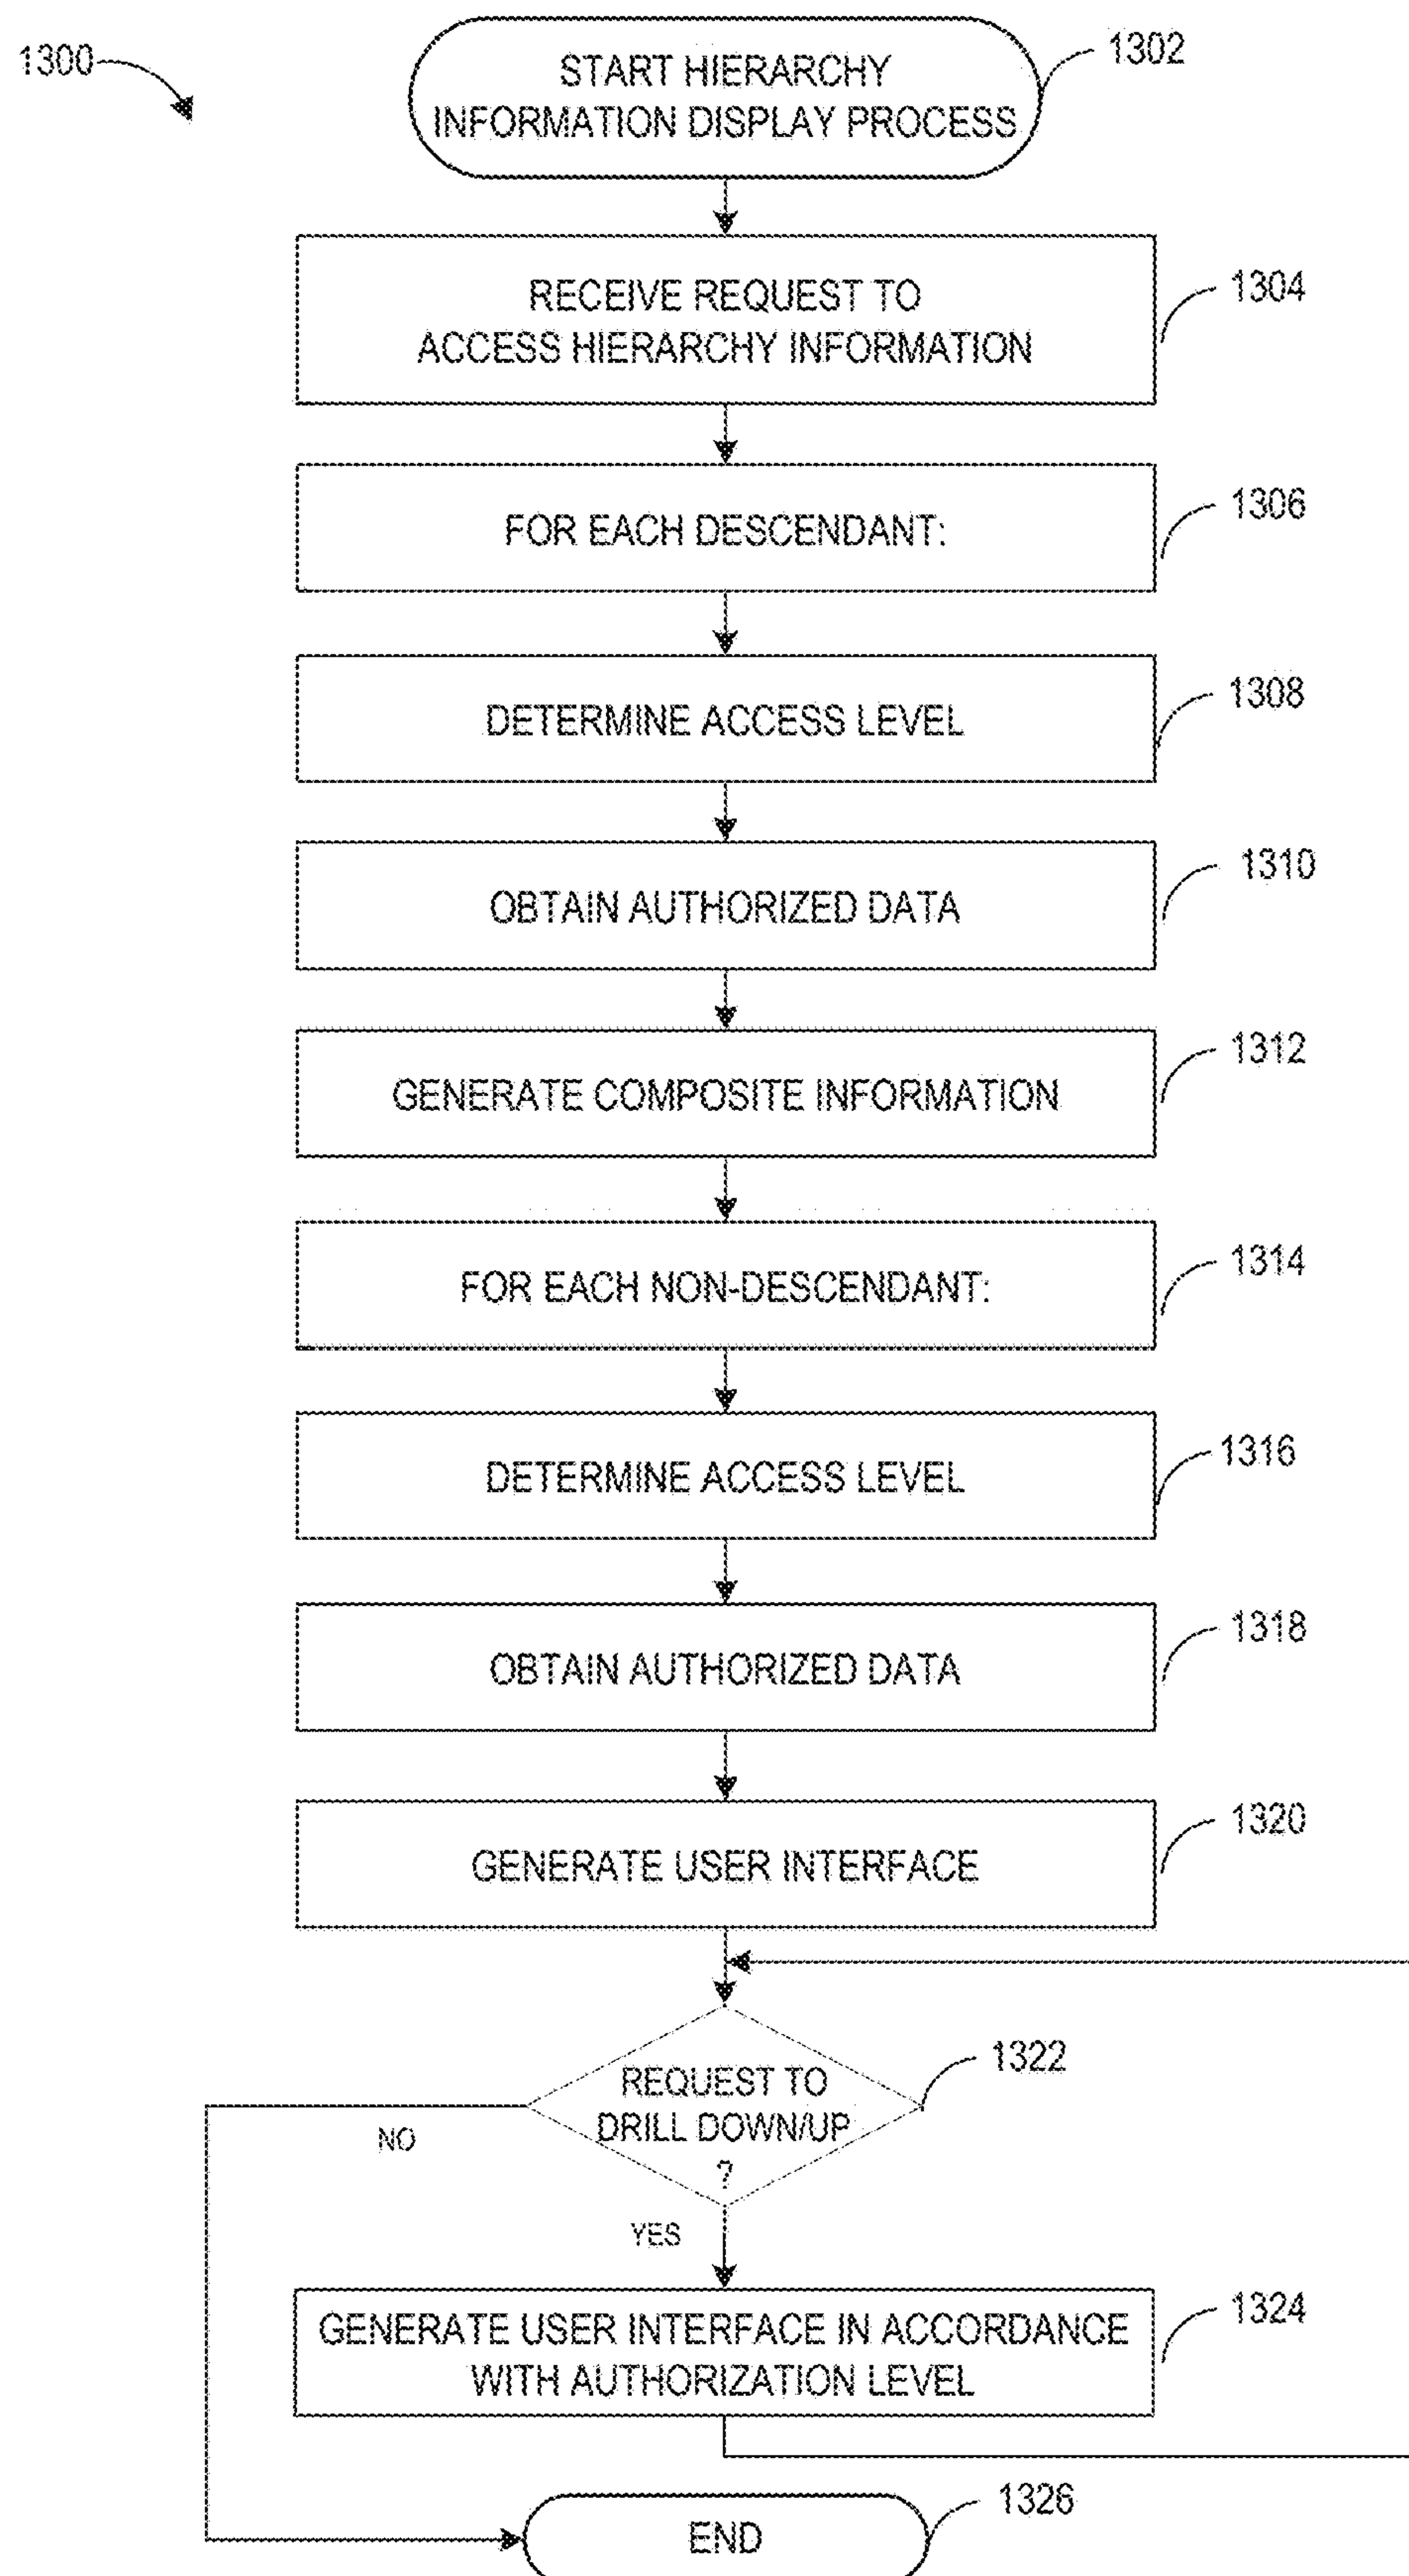 1300
START HIERARCHY
INFORMATION DISPLAY PROCESS
1302
RECEIVE REQUEST TO
ACCESS HIERARCHY INFORMATION
1304
FOR EACH DESCENDANT:
1306
DETERMINE ACCESS LEVEL
1308
OBTAIN AUTHORIZED DATA
1310
GENERATE COMPOSITE INFORMATION
1312
FOR EACH NON-DESCENDANT:
1314
DETERMINE ACCESS LEVEL
1316
OBTAIN AUTHORIZED DATA
1318
GENERATE USER INTERFACE
1320
REQUEST TO
DRILL DOWN/UP
?
1322
NO
YES
GENERATE USER INTERFACE IN ACCORDANCE
WITH AUTHORIZATION LEVEL
1324
END
1326